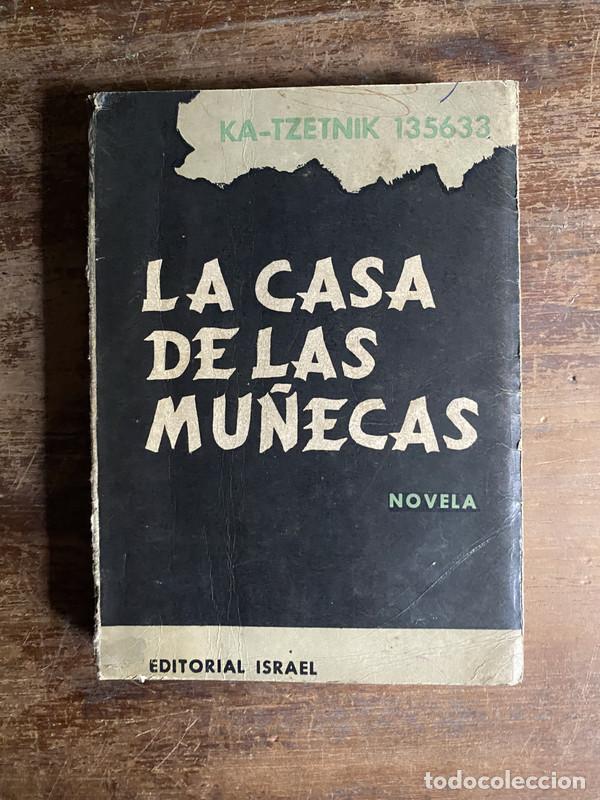 KA-TZETNIK 135633
LA CASA
DE LAS
MUÑECAS
NOVELA
EDITORIAL ISRAEL
todocoleccion